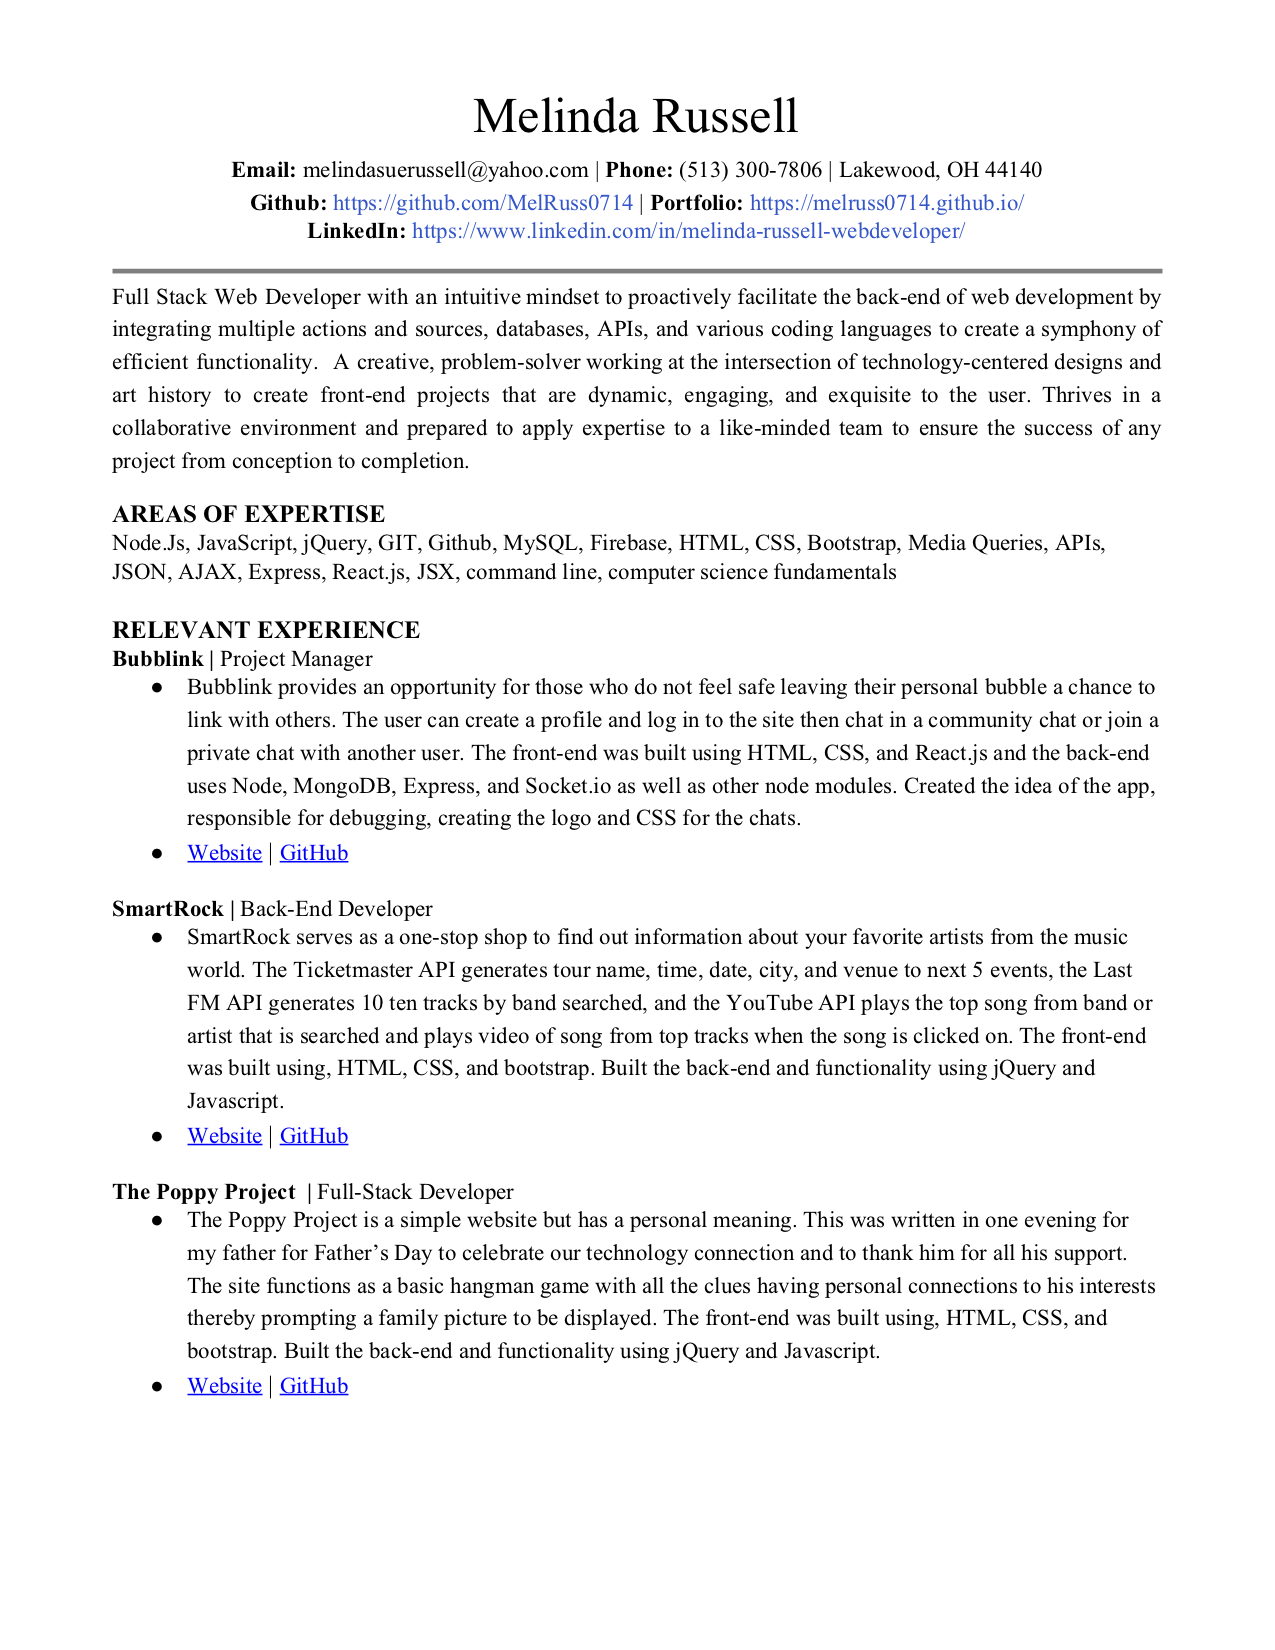 Melinda Russell
Email: melindasuerussell@yahoo.com | Phone: (513) 300-7806 | Lakewood, OH 44140
Github: https://github.com/MelRuss0714 | Portfolio: https://melruss0714.github.io/
LinkedIn: https://www.linkedin.com/in/melinda-russell-webdeveloper/
Full Stack Web Developer with an intuitive mindset to proactively facilitate the back-end of web development by
integrating multiple actions and sources, databases, APIs, and various coding languages to create a symphony of
efficient functionality.  A creative, problem-solver working at the intersection of technology-centered designs and
art history to create front-end projects that are dynamic, engaging, and exquisite to the user. Thrives in a
collaborative environment and prepared to apply expertise to a like-minded team to ensure the success of any
project from conception to completion.
AREAS OF EXPERTISE
Node.Js, JavaScript, jQuery, GIT, Github, MySQL, Firebase, HTML, CSS, Bootstrap, Media Queries, APIs,
JSON, AJAX, Express, React.js, JSX, command line, computer science fundamentals
RELEVANT EXPERIENCE
Bubblink | Project Manager
● Bubblink provides an opportunity for those who do not feel safe leaving their personal bubble a chance to
link with others. The user can create a profile and log in to the site then chat in a community chat or join a
private chat with another user. The front-end was built using HTML, CSS, and React.js and the back-end
uses Node, MongoDB, Express, and Socket.io as well as other node modules. Created the idea of the app,
responsible for debugging, creating the logo and CSS for the chats.
● Website | GitHub
SmartRock | Back-End Developer
● SmartRock serves as a one-stop shop to find out information about your favorite artists from the music
world. The Ticketmaster API generates tour name, time, date, city, and venue to next 5 events, the Last
FM API generates 10 ten tracks by band searched, and the YouTube API plays the top song from band or
artist that is searched and plays video of song from top tracks when the song is clicked on. The front-end
was built using, HTML, CSS, and bootstrap. Built the back-end and functionality using jQuery and
Javascript.
● Website | GitHub
The Poppy Project  | Full-Stack Developer
● The Poppy Project is a simple website but has a personal meaning. This was written in one evening for
my father for Father’s Day to celebrate our technology connection and to thank him for all his support.
The site functions as a basic hangman game with all the clues having personal connections to his interests
thereby prompting a family picture to be displayed. The front-end was built using, HTML, CSS, and
bootstrap. Built the back-end and functionality using jQuery and Javascript.
● Website | GitHub